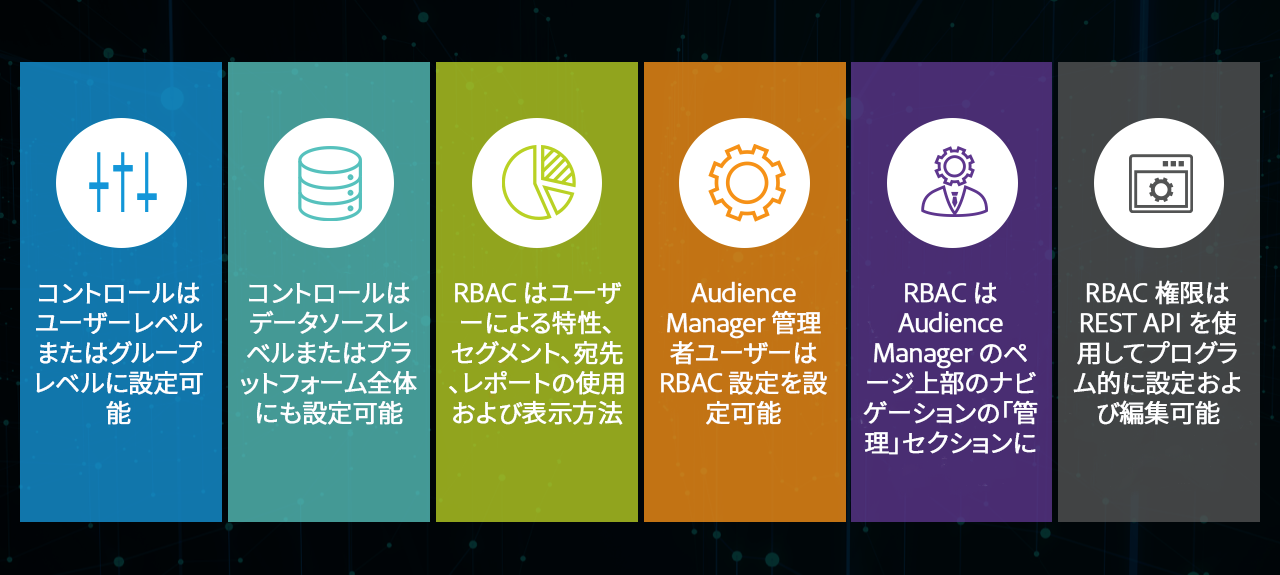 コントロールは
ユーザーレベル
またはグループ
レベルに設定可
能
コントロールは
データソースレ
ベルまたはプラ
ットフォーム全体
にも設定可能
RBAC はユーザ
ーによる特性、
セグメント、宛先
、レポートの使用
および表示方法
Audience
Manager 管理
者ユーザーは
RBAC 設定を設
定可能
RBAC は
Audience
Manager のペ
ージ上部のナビ
ゲーションの「管
理」セクションに
RBAC 権限は
REST API を使
用してプログラ
ム的に設定およ
び編集可能